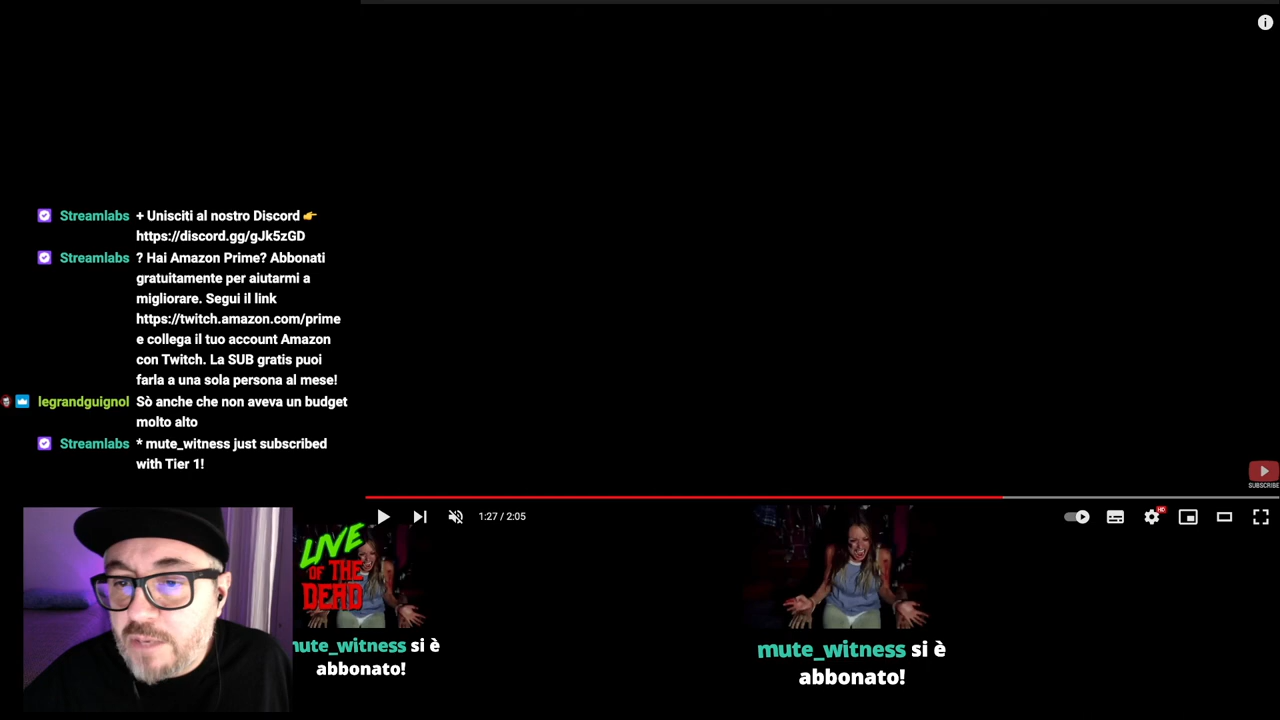 Streamlabs + Unisciti al nostro Discord 👉
https://discord.gg/gJk5zGD
Streamlabs ? Hai Amazon Prime? Abbonati
gratuitamente per aiutarmi a
migliorare. Segui il link
https://twitch.amazon.com/prime
e collega il tuo account Amazon
con Twitch. La SUB gratis puoi
farla a una sola persona al mese!
legrandguignol Sò anche che non aveva un budget
molto alto
Streamlabs * mute_witness just subscribed
with Tier 1!
SUBSCRIBE
1:27 / 2:05
HD
LIVE
OF THE
DEAD
mute_witness si è
abbonato!
mute_witness si è
abbonato!